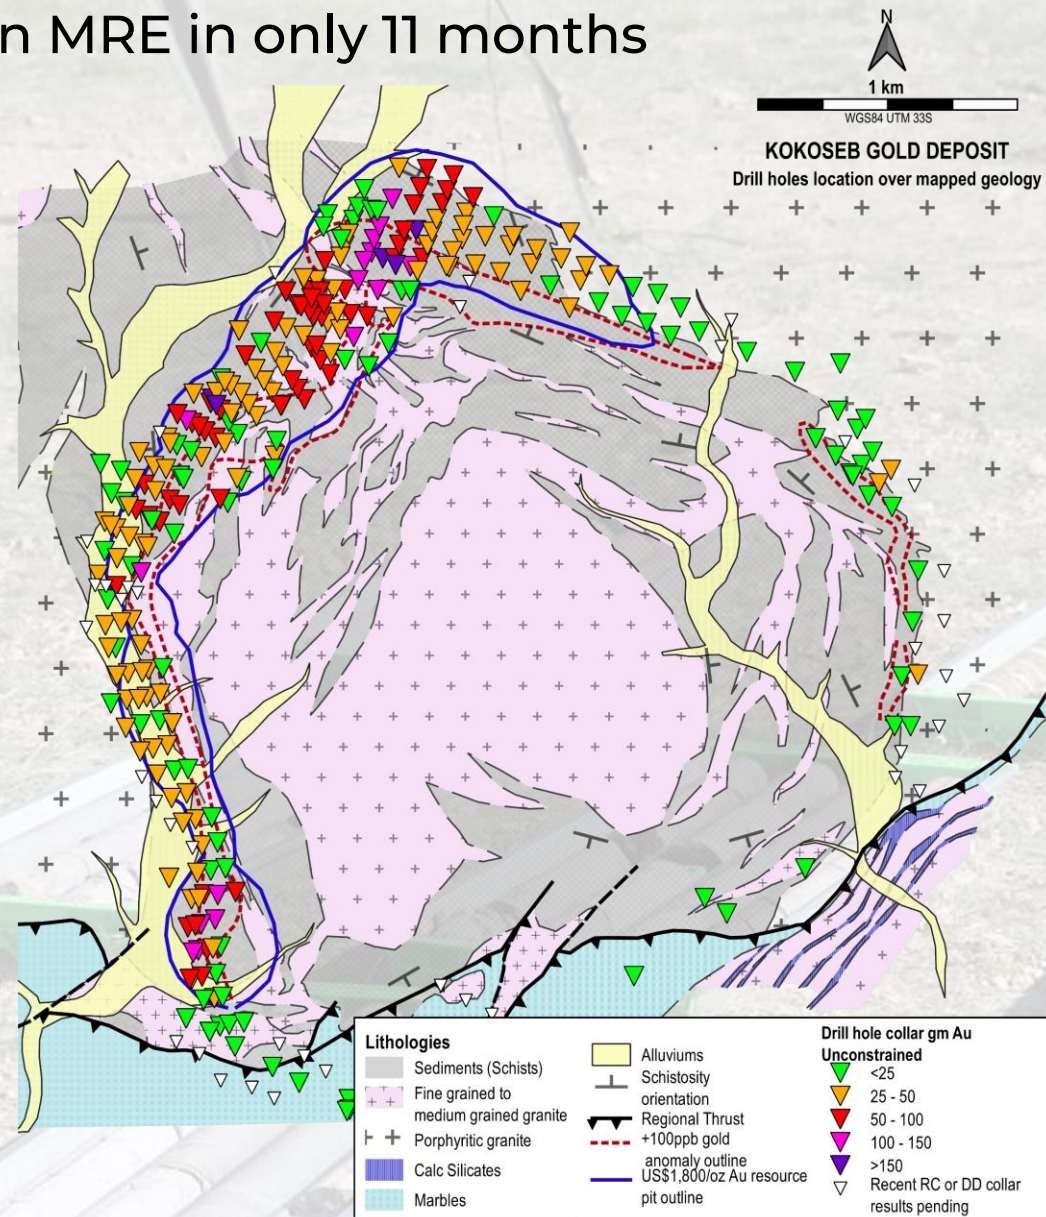 n MRE in only 11 months
N
1 km
WGS84 UTM 33S
KOKOSEB GOLD DEPOSIT
Drill holes location over mapped geology
Lithologies
Sediments (Schists)
Fine grained to
medium grained granite
Porphyritic granite
Calc Silicates
Marbles
Alluviums
Schistosity
orientation
Regional Thrust
+100ppb gold
anomaly outline
US$1,800/oz Au resource
pit outline
Drill hole collar gm Au
Unconstrained
<25
25 - 50
50 - 100
100 - 150
>150
Recent RC or DD collar
results pending